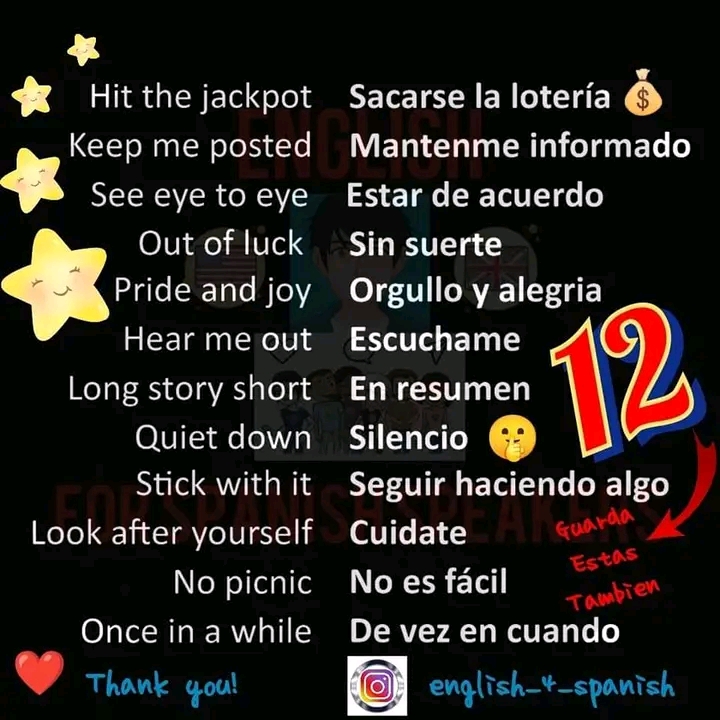 Hit the jackpot Sacarse la lotería
Keep me posted Mantenme informado
See eye to eye Estar de acuerdo
Out of luck Sin suerte
Pride and joy Orgullo y alegria
Hear me out Escuchame
12
Long story short En resumen
Quiet down Silencio
Stick with it Seguir haciendo algo
Look after yourself Cuidate
Guarda
Estas
Tambien
No picnic No es fácil
Once in a while De vez en cuando
Thank you! english_4_spanish
ENGLISH
FOR SPANISH SPEAKERS